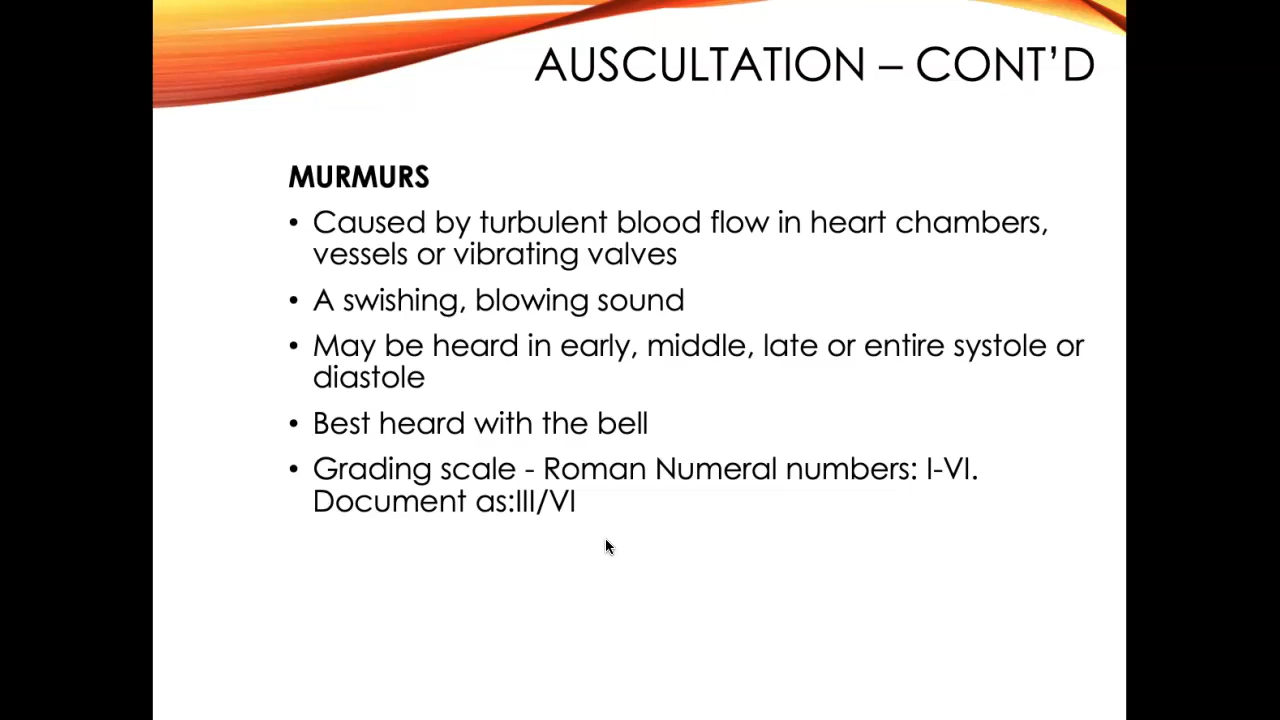 AUSCULTATION – CONT’D
MURMURS
• Caused by turbulent blood flow in heart chambers,
vessels or vibrating valves
• A swishing, blowing sound
• May be heard in early, middle, late or entire systole or
diastole
• Best heard with the bell
• Grading scale - Roman Numeral numbers: I-VI.
Document as:III/VI